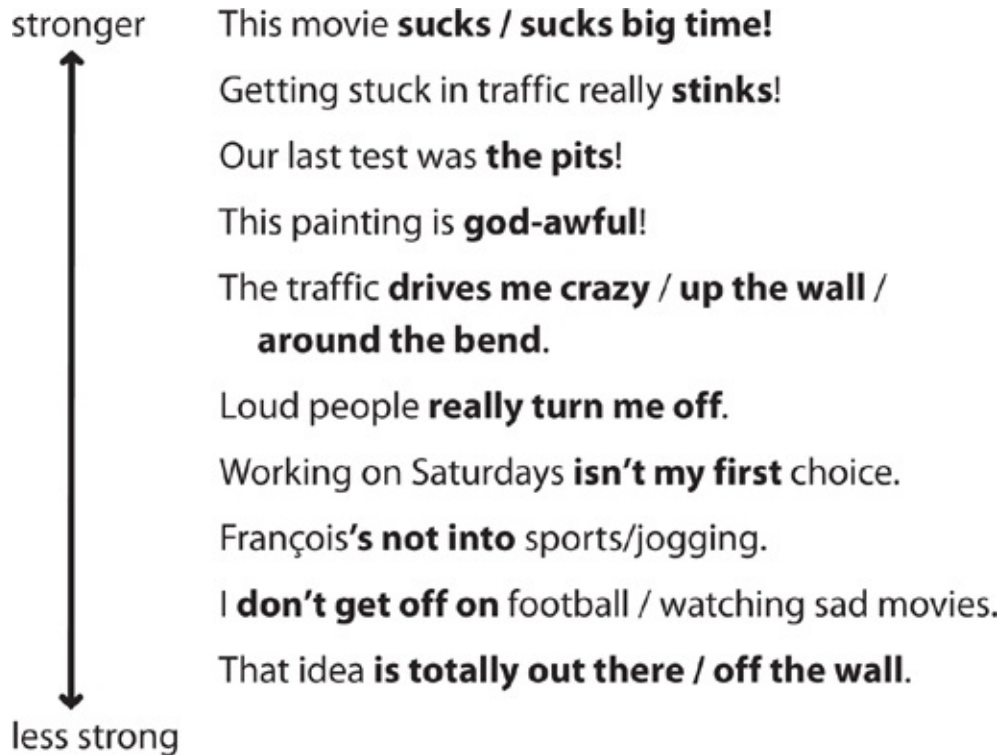 stronger This movie sucks / sucks big time!
Getting stuck in traffic really stinks!
Our last test was the pits!
This painting is god-awful!
The traffic drives me crazy / up the wall /
around the bend.
Loud people really turn me off.
Working on Saturdays isn’t my first choice.
François’s not into sports/jogging.
I don’t get off on football / watching sad movies.
That idea is totally out there / off the wall.
less strong